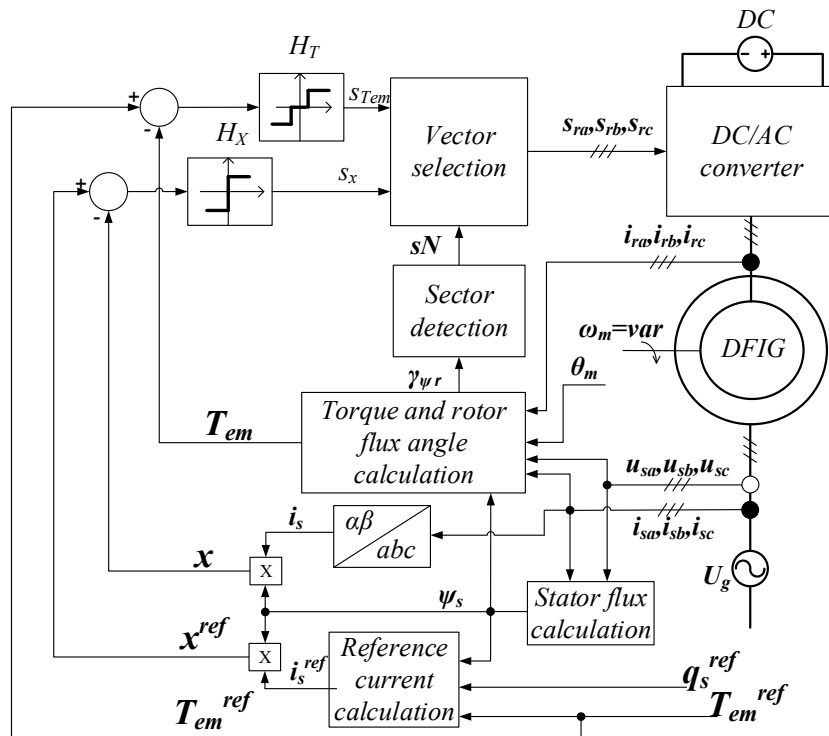 DC
H_T
+
-
s_Tem
Vector
selection
s_ra,s_rb,s_rc
- +
DC/AC
converter
H_X
+
-
s_x
sN
i_ra,i_rb,i_rc
Sector
detection
ω_m=var
DFIG
γ_ψr
θ_m
T_em
Torque and rotor
flux angle
calculation
u_sa,u_sb,u_sc
i_s
αβ
abc
i_sa,i_sb,i_sc
x
X
U_g
ψ_s
Stator flux
calculation
x^ref
X
i_s^ref
Reference
current
calculation
q_s^ref
T_em^ref
T_em^ref